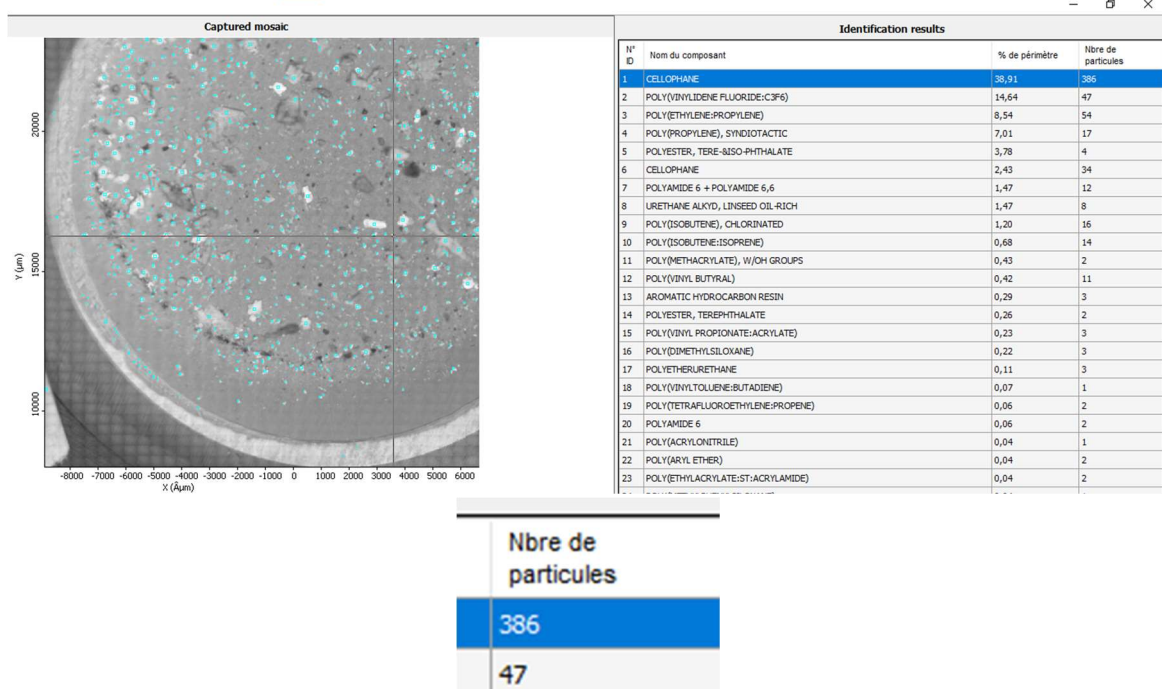 Captured mosaic
20000
15000
10000
Y (µm)
-8000 -7000 -6000 -5000 -4000 -3000 -2000 -1000 0 1000 2000 3000 4000 5000 6000
X (Âµm)
Identification results
N° ID Nom du composant % de périmètre Nbre de particules
1 CELLOPHANE 38,91 386
2 POLY(VINYLIDENE FLUORIDE:C3F6) 14,64 47
3 POLY(ETHYLENE:PROPYLENE) 8,54 54
4 POLY(PROPYLENE), SYNDIOTACTIC 7,01 17
5 POLYESTER, TERE-&ISO-PHTHALATE 3,78 4
6 CELLOPHANE 2,43 34
7 POLYAMIDE 6 + POLYAMIDE 6,6 1,47 12
8 URETHANE ALKYD, LINSEED OIL-RICH 1,47 8
9 POLY(ISOBUTENE), CHLORINATED 1,20 16
10 POLY(ISOBUTENE:ISOPRENE) 0,68 14
11 POLY(METHACRYLATE), W/OH GROUPS 0,43 2
12 POLY(VINYL BUTYRAL) 0,42 11
13 AROMATIC HYDROCARBON RESIN 0,29 3
14 POLYESTER, TEREPHTHALATE 0,26 2
15 POLY(VINYL PROPIONATE:ACRYLATE) 0,23 3
16 POLY(DIMETHYLSILOXANE) 0,22 3
17 POLYETHERURETHANE 0,11 3
18 POLY(VINYLTOLUENE:BUTADIENE) 0,07 1
19 POLY(TETRAFLUOROETHYLENE:PROPENE) 0,06 2
20 POLYAMIDE 6 0,06 2
21 POLY(ACRYLONITRILE) 0,04 1
22 POLY(ARYL ETHER) 0,04 2
23 POLY(ETHYLACRYLATE:ST:ACRYLAMIDE) 0,04 2
Nbre de
particules
386
47